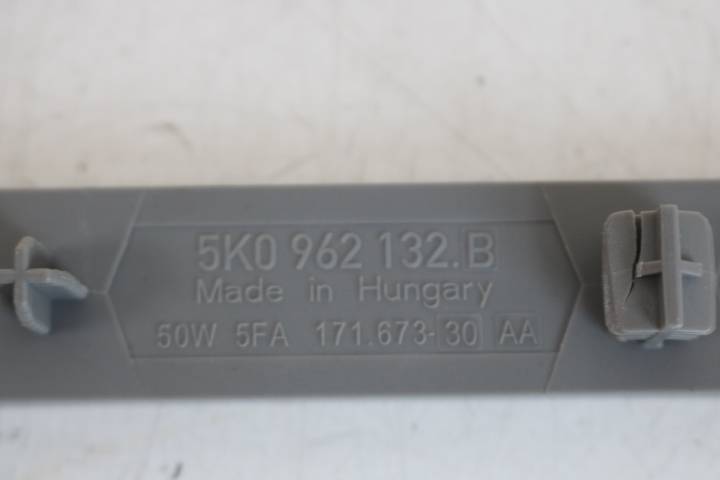 5K0 962 132.B
Made in Hungary
50W 5FA 171.673-30 AA